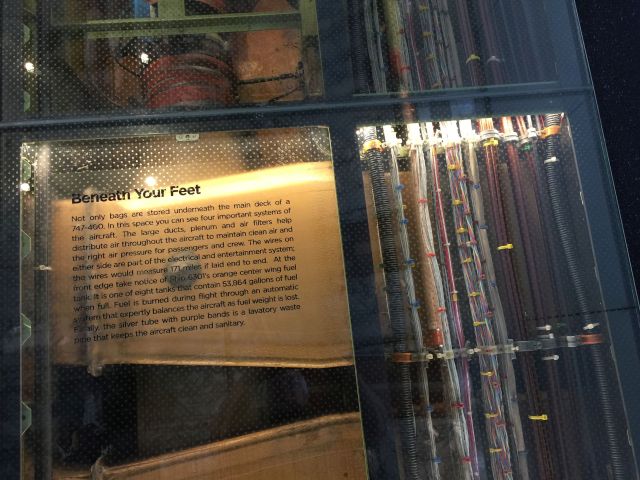 Beneath Your Feet
Not only bags are stored underneath the main deck of a
747-400. In this space you can see four important systems of
the aircraft. The large ducts, plenum and air filters help
distribute air throughout the aircraft to maintain clean air and
the right air pressure for passengers and crew. The wires on
either side are part of the electrical and entertainment system;
the wires would measure 171 miles if laid end to end. At the
front edge take notice of Ship 6301's orange center wing fuel
tank. It is one of eight tanks that contain 53,864 gallons of fuel
when full. Fuel is burned during flight through an automatic
system that expertly balances the aircraft as fuel weight is lost.
Finally, the silver tube with purple bands is a lavatory waste
pipe that keeps the aircraft clean and sanitary.